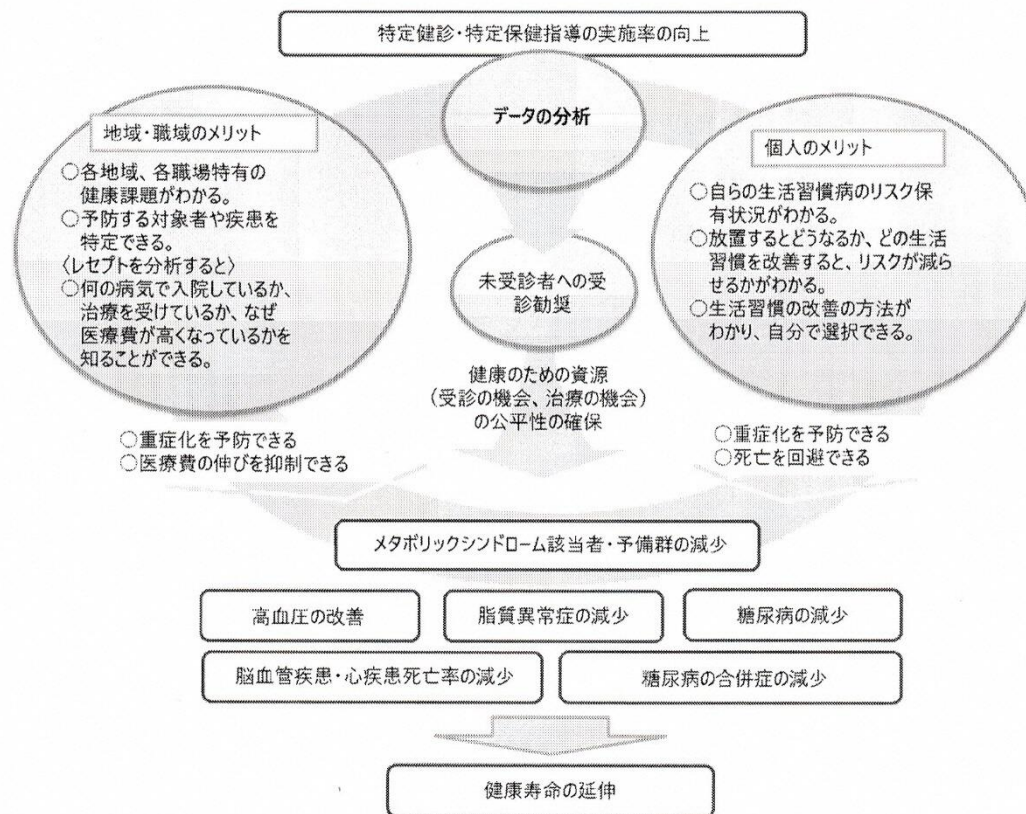 特定健診・特定保健指導の実施率の向上
データの分析
地域・職域のメリット
○各地域、各職場特有の
健康課題がわかる。
○予防する対象者や疾患を
特定できる。
〈レセプトを分析すると〉
○何の病気で入院しているか、
治療を受けているか、なぜ
医療費が高くなっているかを
知ることができる。
○重症化を予防できる
○医療費の伸びを抑制できる
未受診者への受
診勧奨
健康のための資源
(受診の機会、治療の機会)
の公平性の確保
個人のメリット
○自らの生活習慣病のリスク保
有状況がわかる。
○放置するとどうなるか、どの生活
習慣を改善すると、リスクが減ら
せるかがわかる。
○生活習慣の改善の方法が
わかり、自分で選択できる。
○重症化を予防できる
○死亡を回避できる
メタボリックシンドローム該当者・予備群の減少
高血圧の改善
脂質異常症の減少
糖尿病の減少
脳血管疾患・心疾患死亡率の減少
糖尿病の合併症の減少
健康寿命の延伸